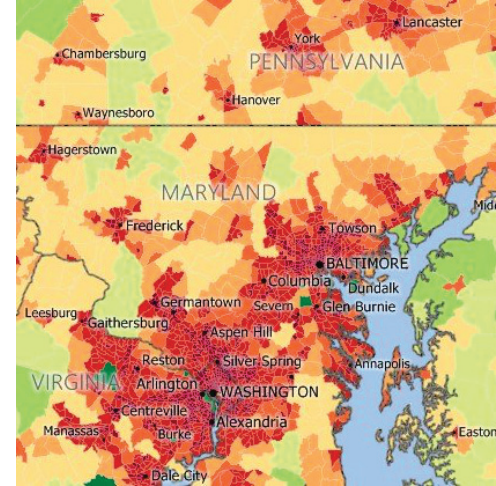 Lancaster
York
Chambersburg
PENNSYLVANIA
Hanover
Waynesboro
Hagerstown
MARYLAND
Frederick
Towson
BALTIMORE
Columbia
Dundalk
Germantown
Severn
Glen Burnie
Leesburg
Gaithersburg
Aspen Hill
Reston
Silver Spring
Annapolis
VIRGINIA
Arlington
WASHINGTON
Centreville
Alexandria
Manassas
Burke
Easton
Dale City